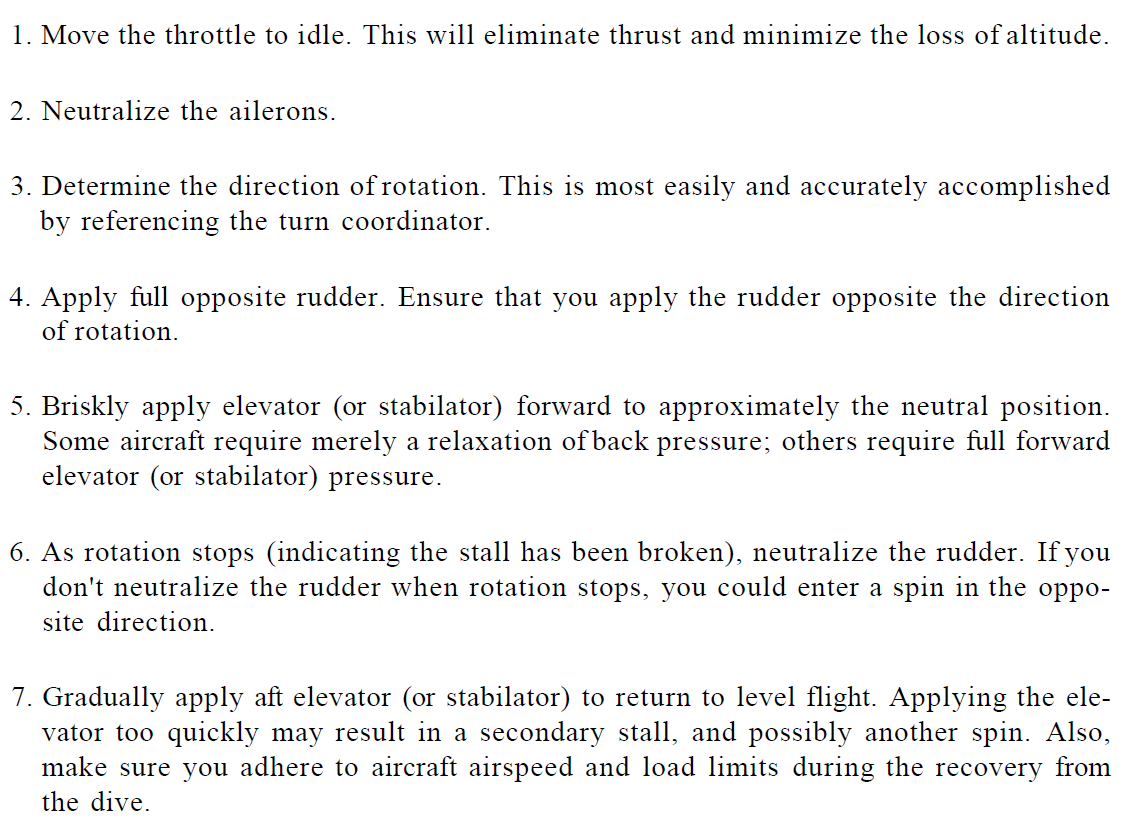 1. Move the throttle to idle. This will eliminate thrust and minimize the loss of altitude.
2. Neutralize the ailerons.
3. Determine the direction of rotation. This is most easily and accurately accomplished
by referencing the turn coordinator.
4. Apply full opposite rudder. Ensure that you apply the rudder opposite the direction
of rotation.
5. Briskly apply elevator (or stabilator) forward to approximately the neutral position.
Some aircraft require merely a relaxation of back pressure; others require full forward
elevator (or stabilator) pressure.
6. As rotation stops (indicating the stall has been broken), neutralize the rudder. If you
don't neutralize the rudder when rotation stops, you could enter a spin in the oppo-
site direction.
7. Gradually apply aft elevator (or stabilator) to return to level flight. Applying the ele-
vator too quickly may result in a secondary stall, and possibly another spin. Also,
make sure you adhere to aircraft airspeed and load limits during the recovery from
the dive.